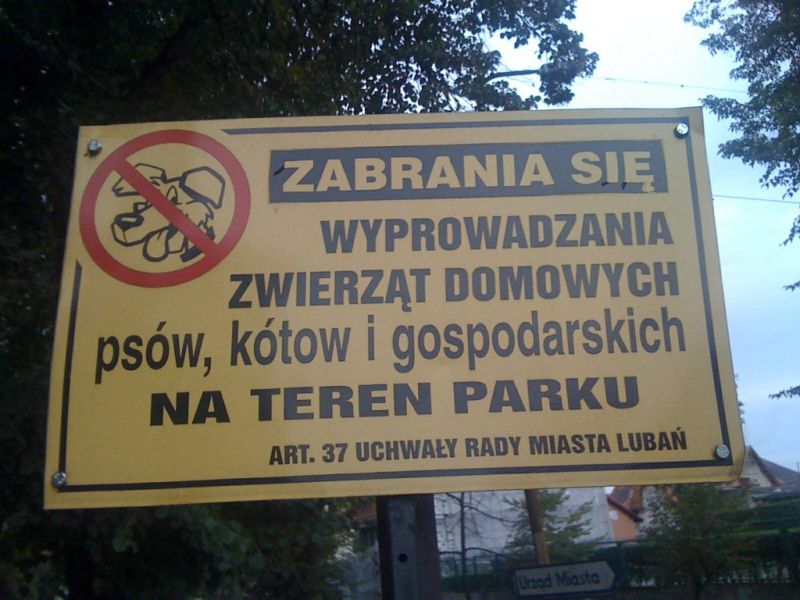 ZABRANIA SIĘ
WYPROWADZANIA
ZWIERZĄT DOMOWYCH
psów, kótow i gospodarskich
NA TEREN PARKU
ART. 37 UCHWAŁY RADY MIASTA LUBAŃ
Urząd Miasta